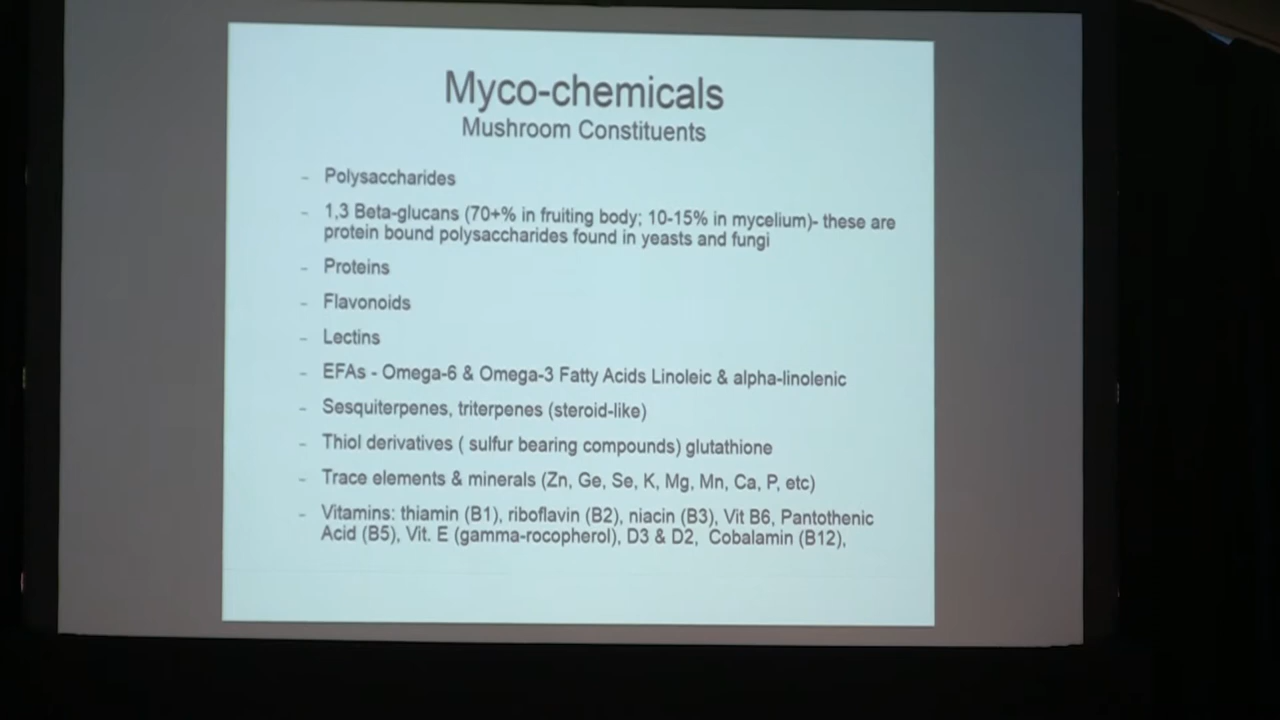 Myco-chemicals
Mushroom Constituents
- Polysaccharides
- 1,3 Beta-glucans (70+% in fruiting body; 10-15% in mycelium)- these are
protein bound polysaccharides found in yeasts and fungi
- Proteins
- Flavonoids
- Lectins
- EFAs - Omega-6 & Omega-3 Fatty Acids Linoleic & alpha-linolenic
- Sesquiterpenes, triterpenes (steroid-like)
- Thiol derivatives ( sulfur bearing compounds) glutathione
- Trace elements & minerals (Zn, Ge, Se, K, Mg, Mn, Ca, P, etc)
- Vitamins: thiamin (B1), riboflavin (B2), niacin (B3), Vit B6, Pantothenic
Acid (B5), Vit. E (gamma-rocopherol), D3 & D2, Cobalamin (B12),